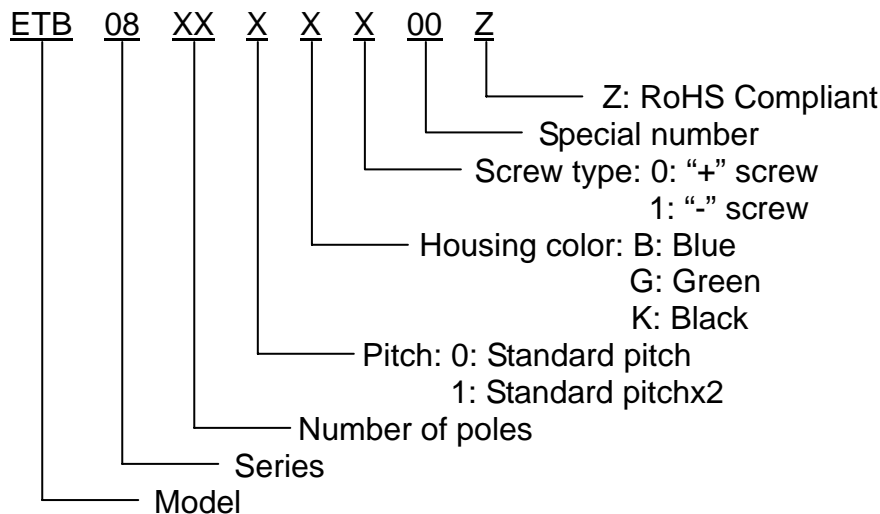 ETB 08 XX X X X 00 Z
Z: RoHS Compliant
Special number
Screw type: 0: “+” screw
1: “-” screw
Housing color: B: Blue
G: Green
K: Black
Pitch: 0: Standard pitch
1: Standard pitchx2
Number of poles
Series
Model